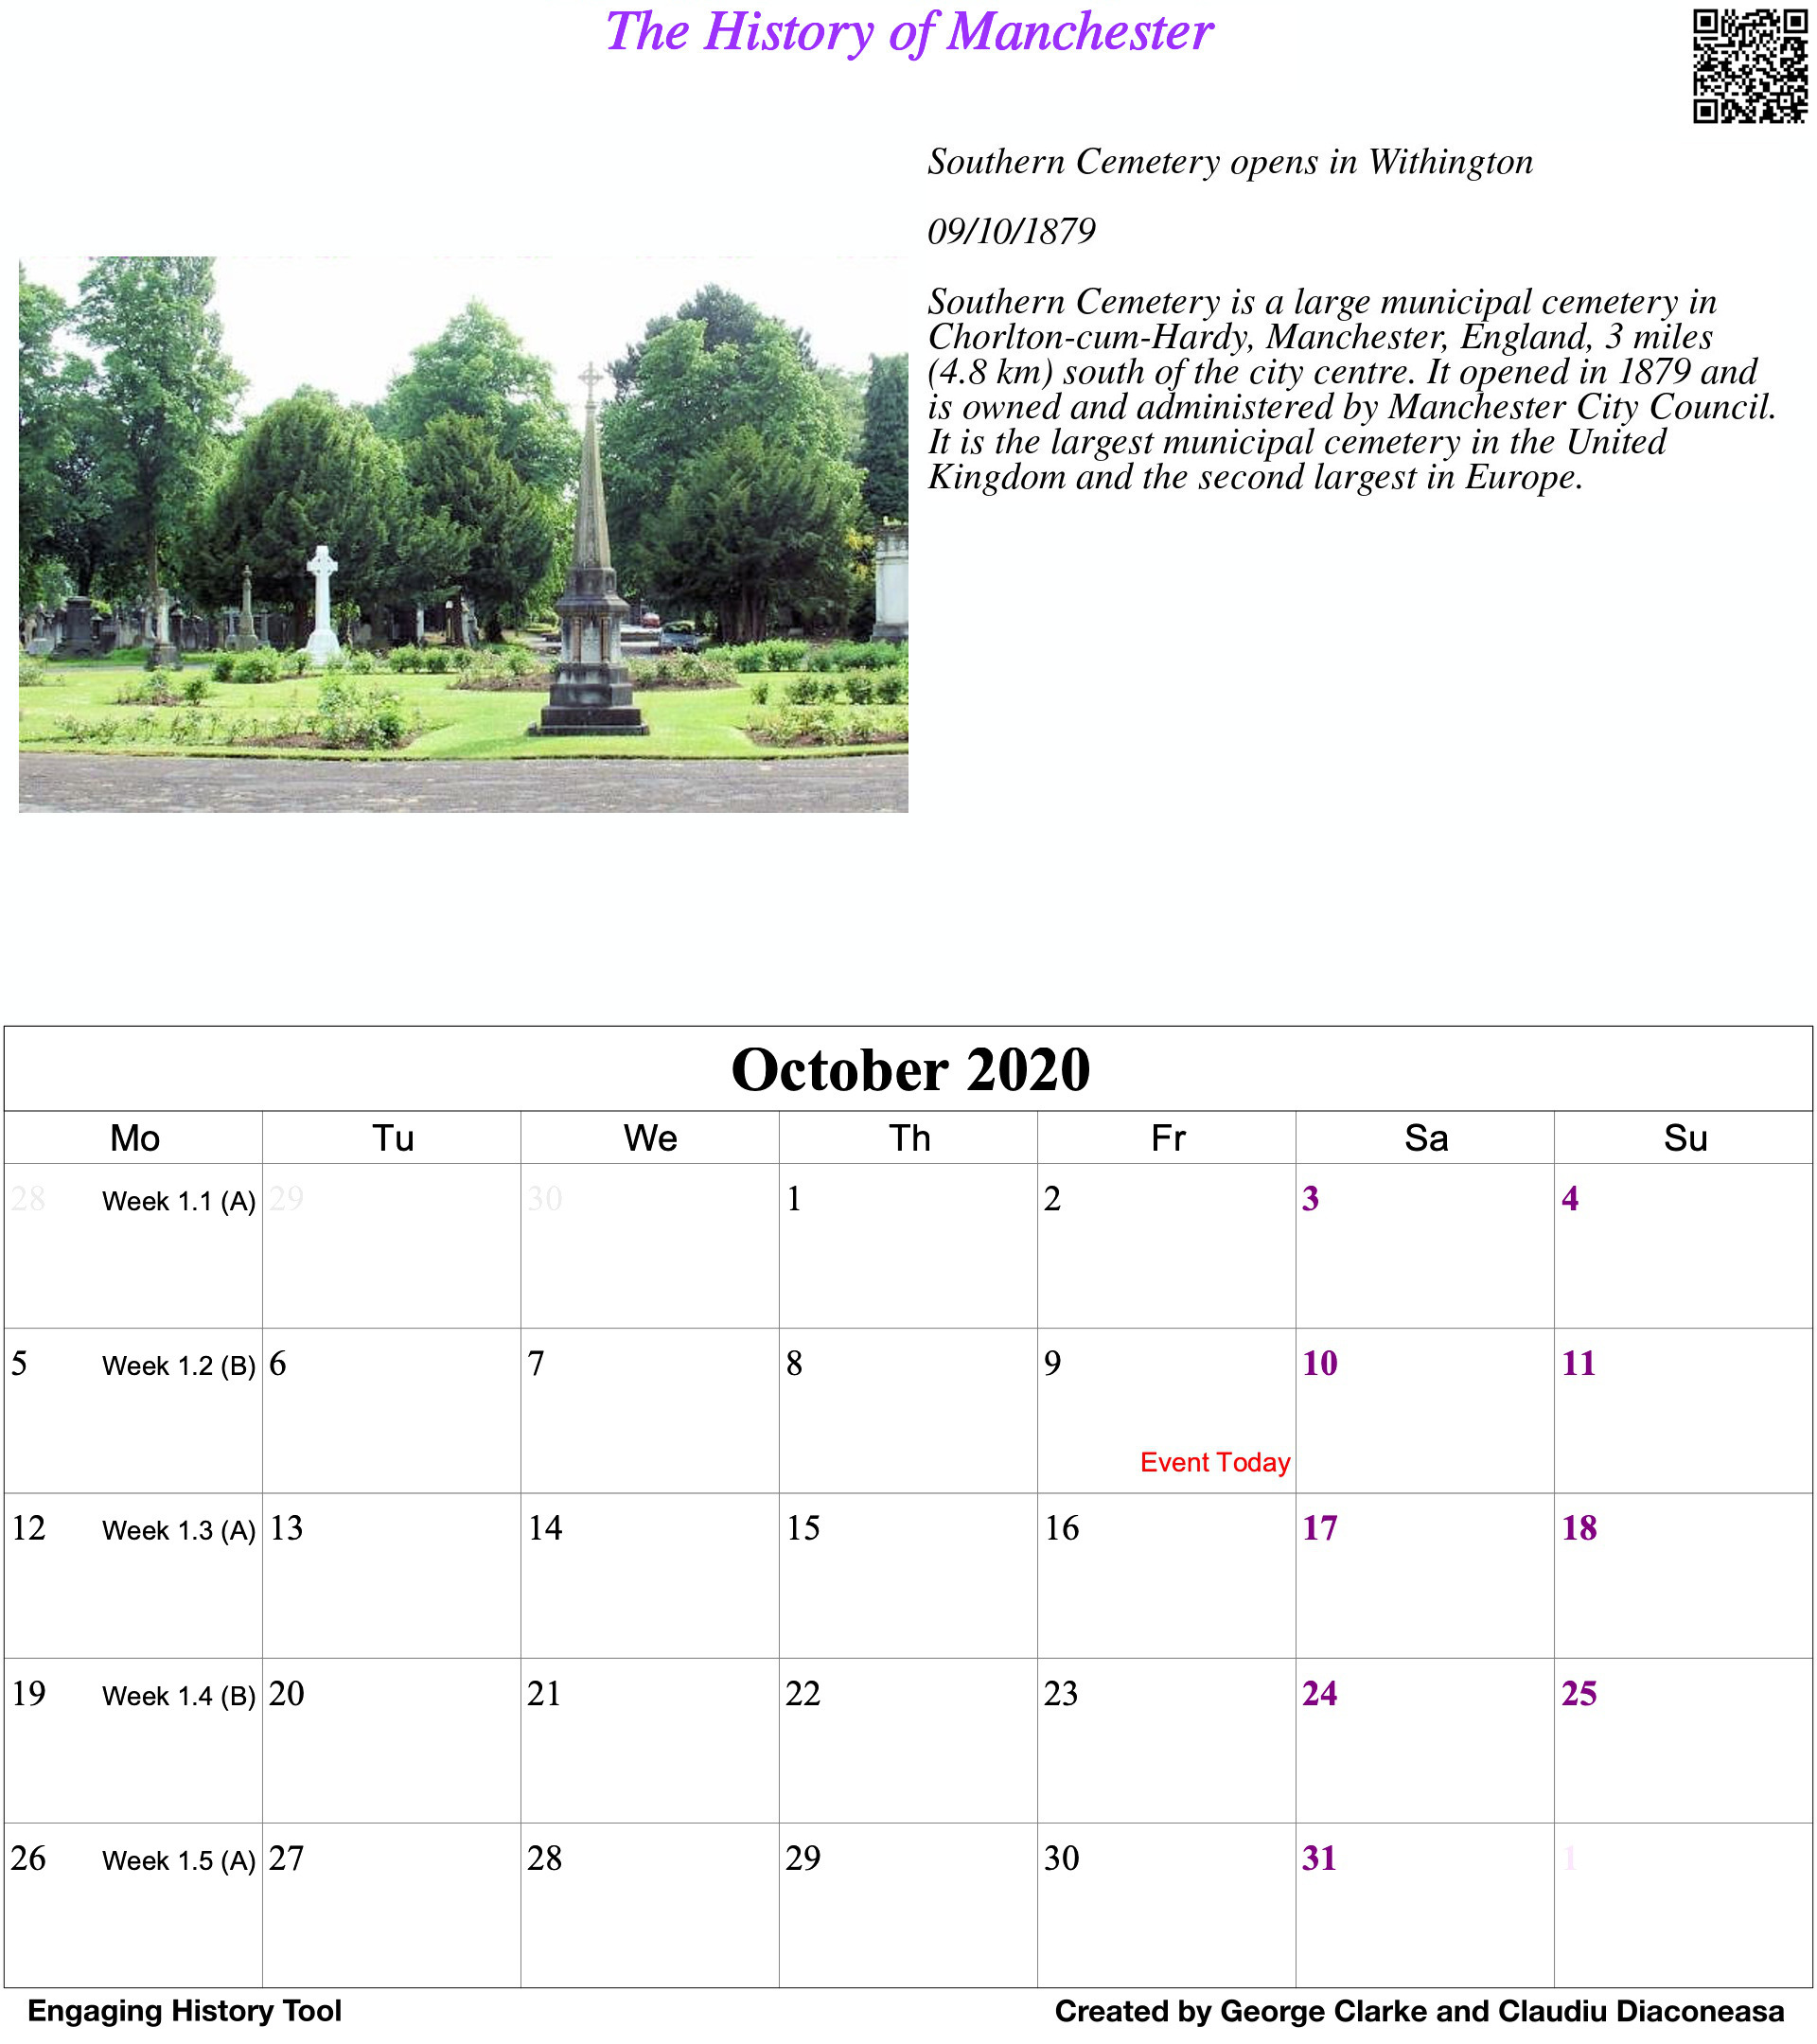 The History of Manchester
Southern Cemetery opens in Withington
09/10/1879
Southern Cemetery is a large municipal cemetery in
Chorlton-cum-Hardy, Manchester, England, 3 miles
(4.8 km) south of the city centre. It opened in 1879 and
is owned and administered by Manchester City Council.
It is the largest municipal cemetery in the United
Kingdom and the second largest in Europe.
October 2020
Mo Tu We Th Fr Sa Su
28 Week 1.1 (A) 29 30 1 2 3 4
5 Week 1.2 (B) 6 7 8 9 10 11
Event Today
12 Week 1.3 (A) 13 14 15 16 17 18
19 Week 1.4 (B) 20 21 22 23 24 25
26 Week 1.5 (A) 27 28 29 30 31 1
Engaging History Tool Created by George Clarke and Claudiu Diaconeasa